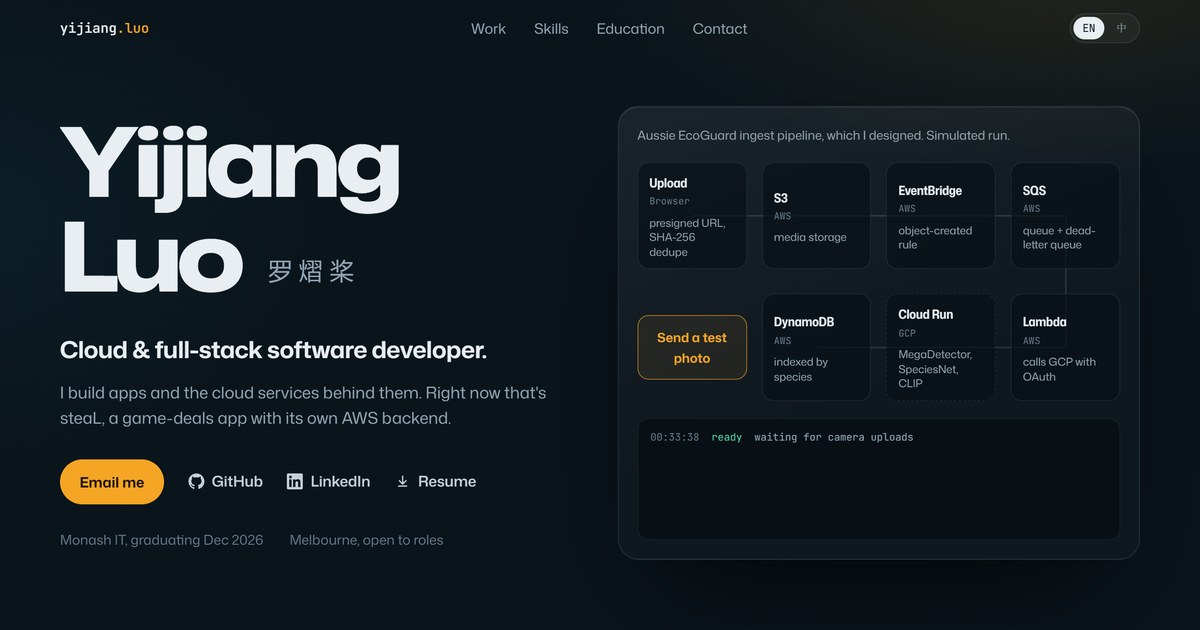 yijiang.luo
Work Skills Education Contact
EN 中
Yijiang
Luo 罗熠桨
Cloud & full-stack software developer.
I build apps and the cloud services behind them. Right now that's
steaL, a game-deals app with its own AWS backend.
Email me GitHub LinkedIn Resume
Monash IT, graduating Dec 2026 Melbourne, open to roles
Aussie EcoGuard ingest pipeline, which I designed. Simulated run.
Upload
Browser
presigned URL,
SHA-256
dedupe
S3
AWS
media storage
EventBridge
AWS
object-created
rule
SQS
AWS
queue + dead-
letter queue
Send a test
photo
DynamoDB
AWS
indexed by
species
Cloud Run
GCP
MegaDetector,
SpeciesNet,
CLIP
Lambda
AWS
calls GCP with
OAuth
00:33:38 ready waiting for camera uploads